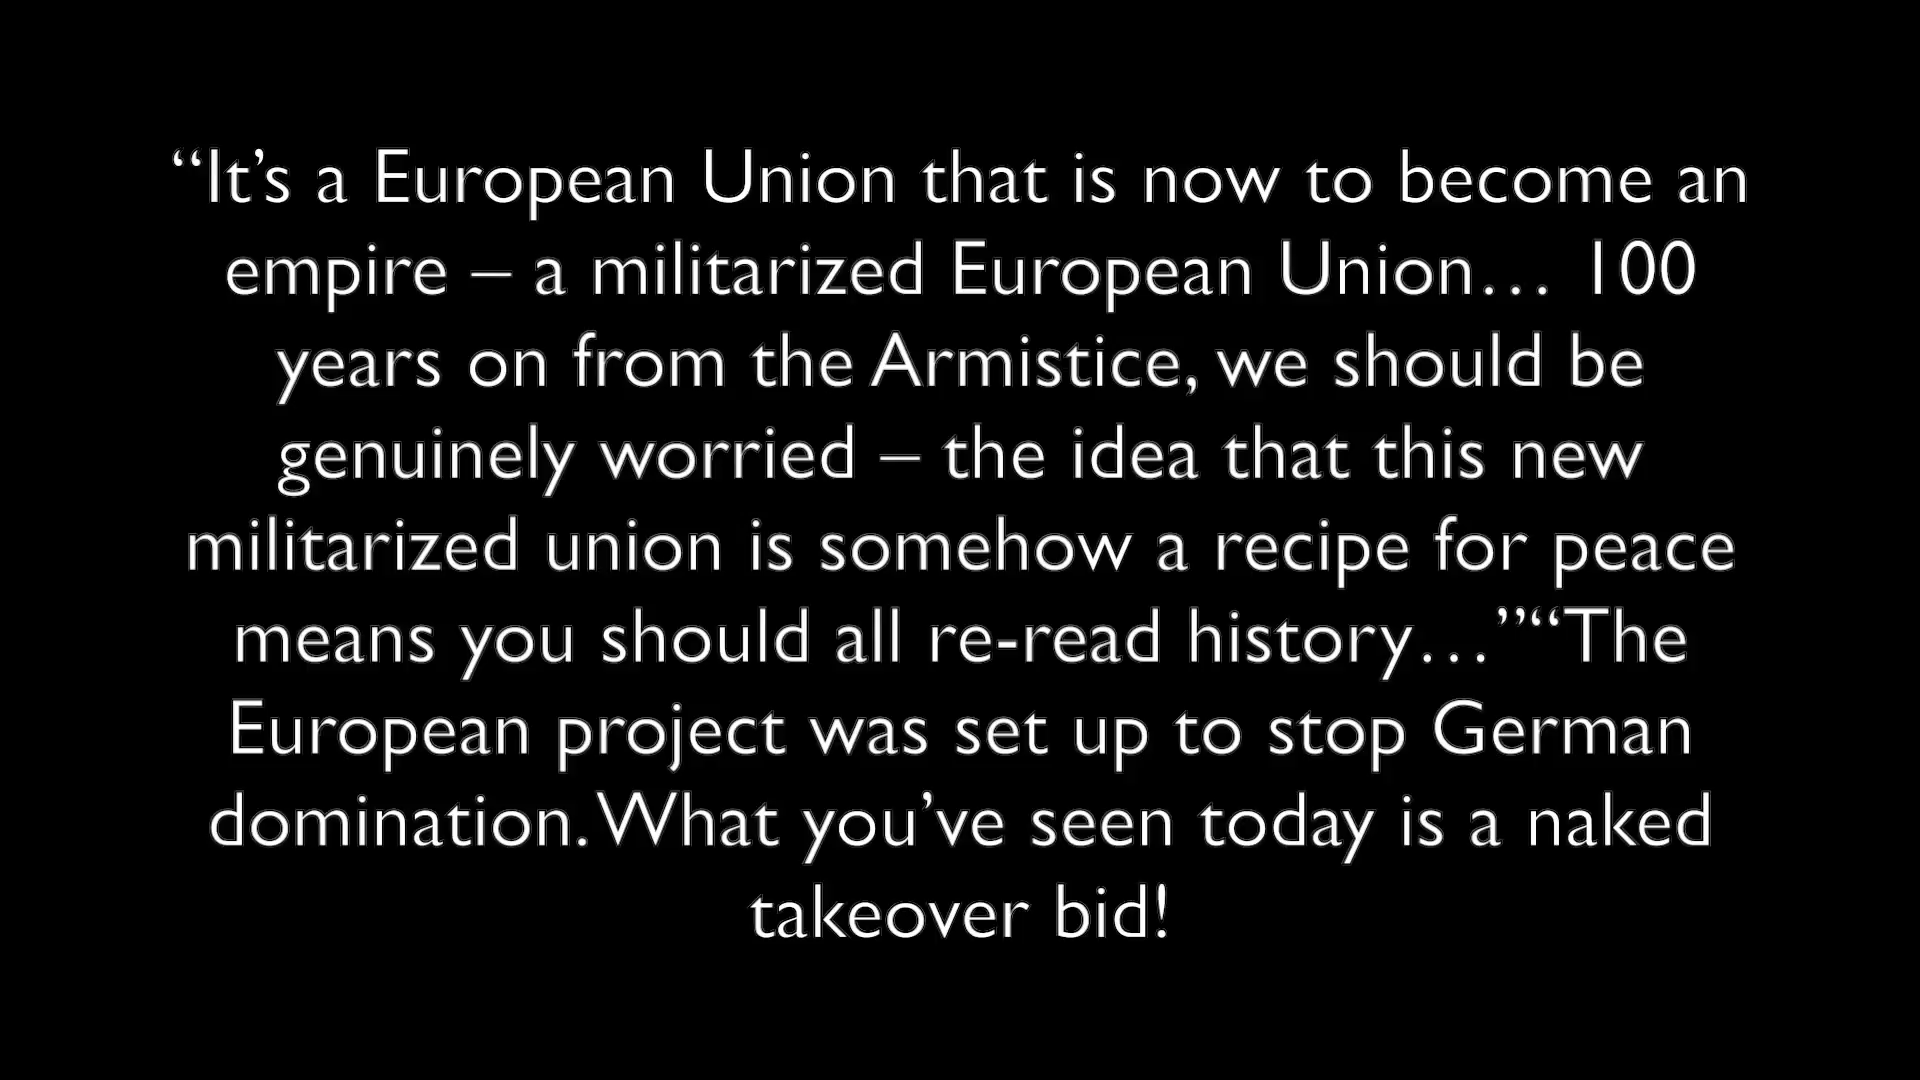 “It’s a European Union that is now to become an
empire – a militarized European Union… 100
years on from the Armistice, we should be
genuinely worried – the idea that this new
militarized union is somehow a recipe for peace
means you should all re-read history…”“The
European project was set up to stop German
domination. What you’ve seen today is a naked
takeover bid!